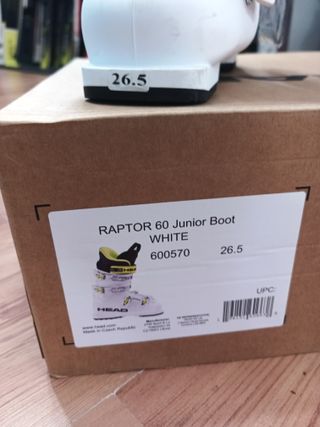 26.5
RAPTOR 60 Junior Boot
WHITE
600570 26.5
HEAD
HEAD
UPC:
www.head.com
Made in Czech Republic